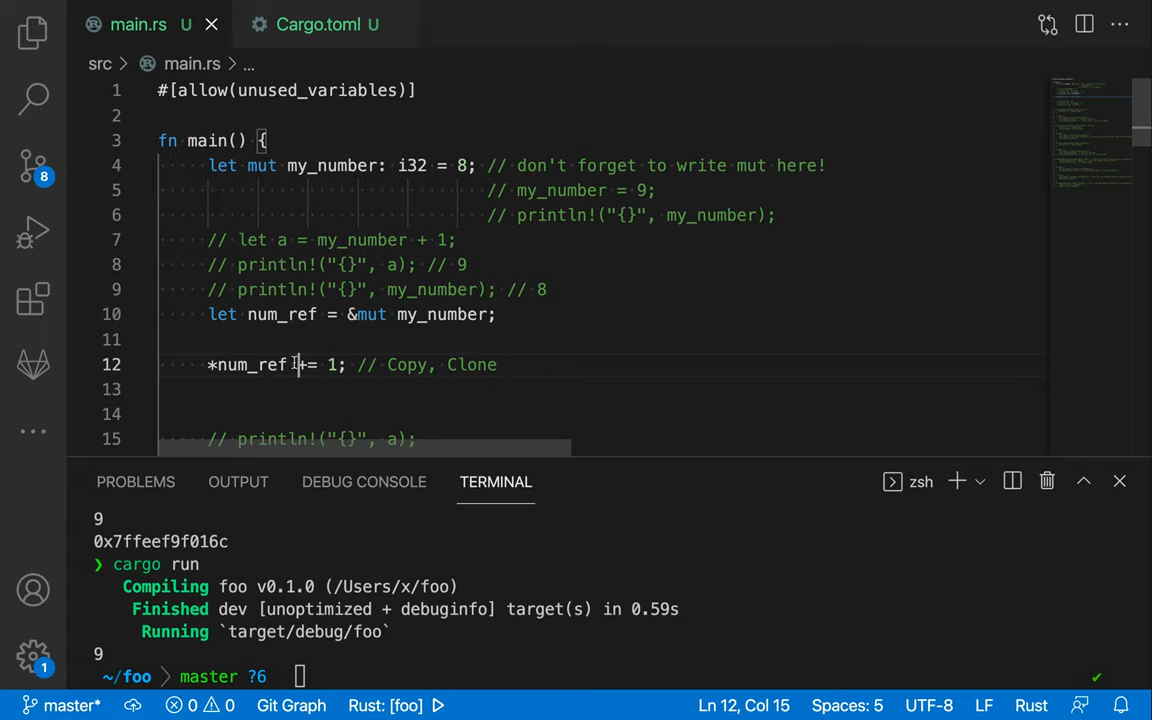 main.rs U
Cargo.toml U
src > main.rs > ...
1 #[allow(unused_variables)]
2
3 fn main() {
4 let mut my_number: i32 = 8; // don't forget to write mut here!
5 // my_number = 9;
6 // println!("{}", my_number);
7 // let a = my_number + 1;
8 // println!("{}", a); // 9
9 // println!("{}", my_number); // 8
10 let num_ref = &mut my_number;
11
12 *num_ref += 1; // Copy, Clone
13
14
15 // println!("{}", a);
8
1
PROBLEMS OUTPUT DEBUG CONSOLE TERMINAL zsh
9
0x7ffeef9f016c
❯ cargo run
Compiling foo v0.1.0 (/Users/x/foo)
Finished dev [unoptimized + debuginfo] target(s) in 0.59s
Running `target/debug/foo`
9
~/foo > master ?6
master* 0 0 Git Graph Rust: [foo] Ln 12, Col 15 Spaces: 5 UTF-8 LF Rust